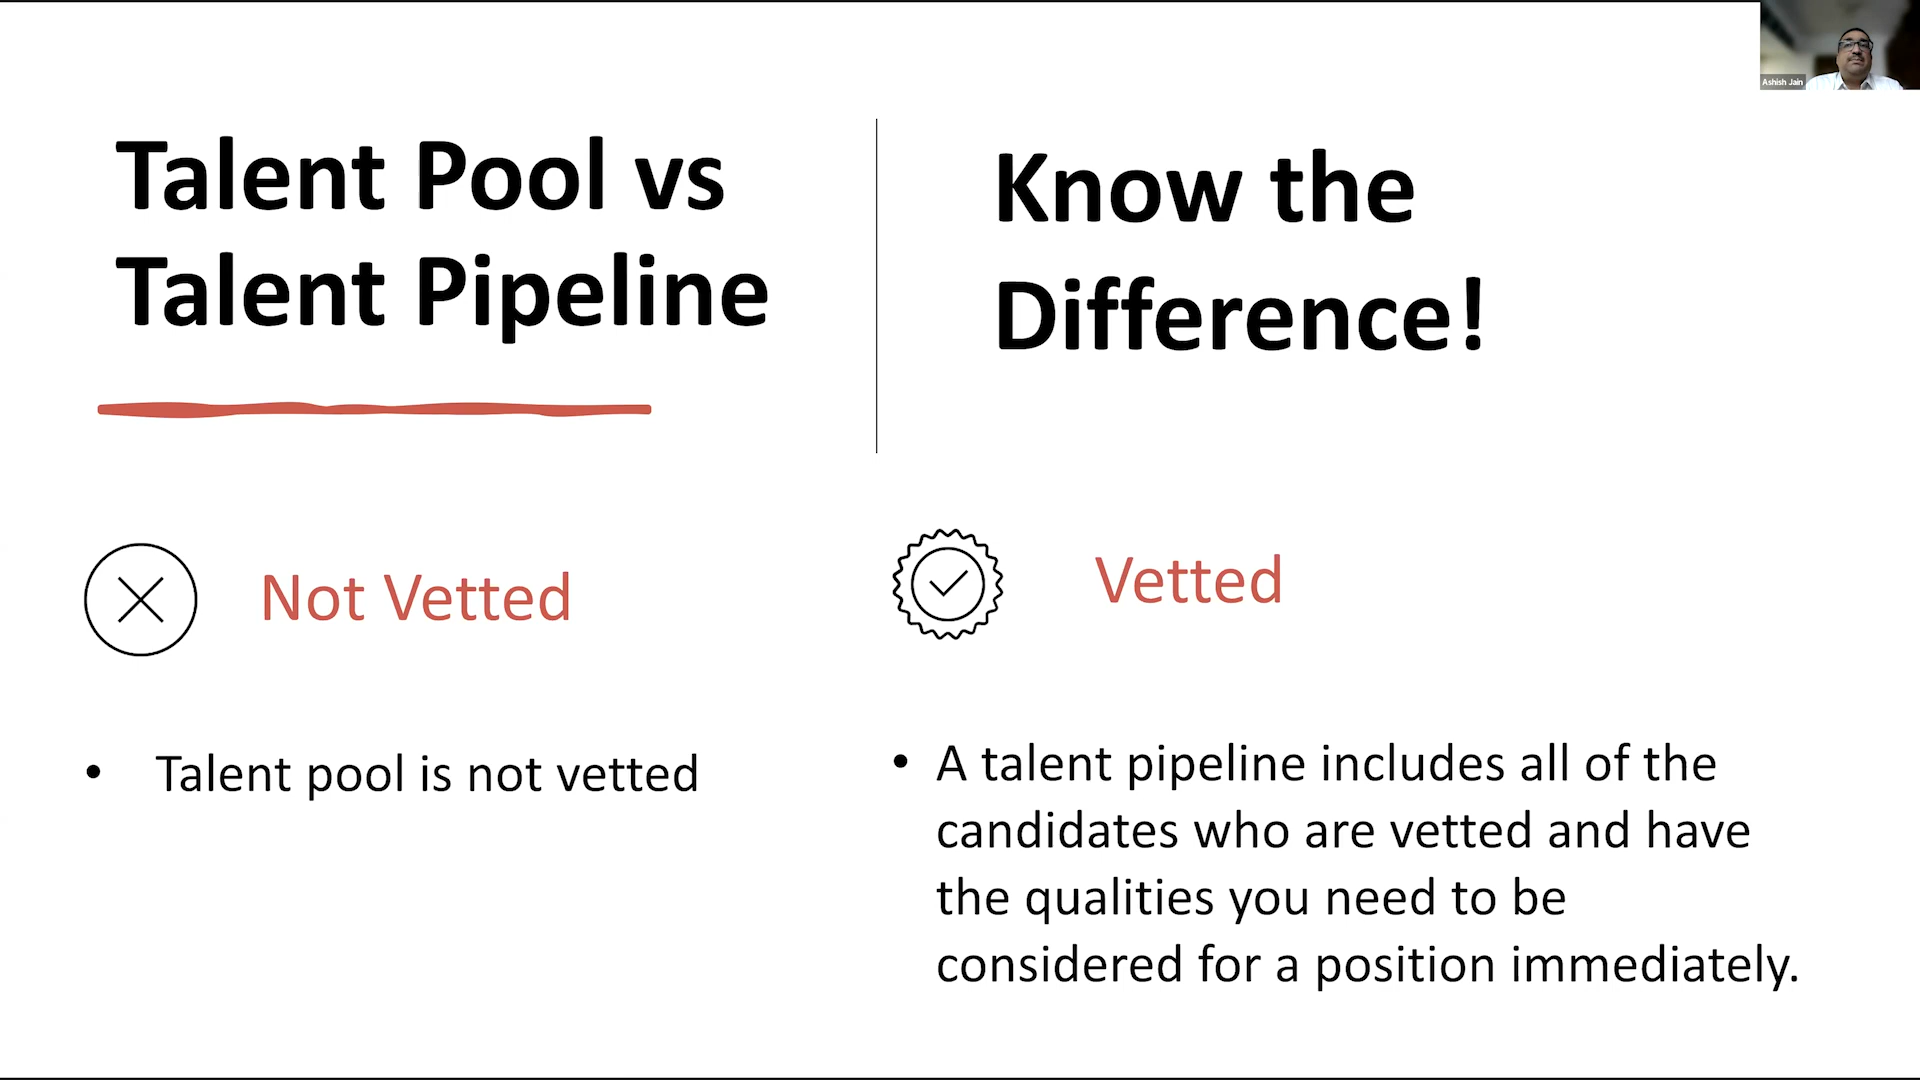 Ashish Jain
Talent Pool vs
Talent Pipeline
Know the
Difference!
Not Vetted
Vetted
• Talent pool is not vetted
• A talent pipeline includes all of the
candidates who are vetted and have
the qualities you need to be
considered for a position immediately.